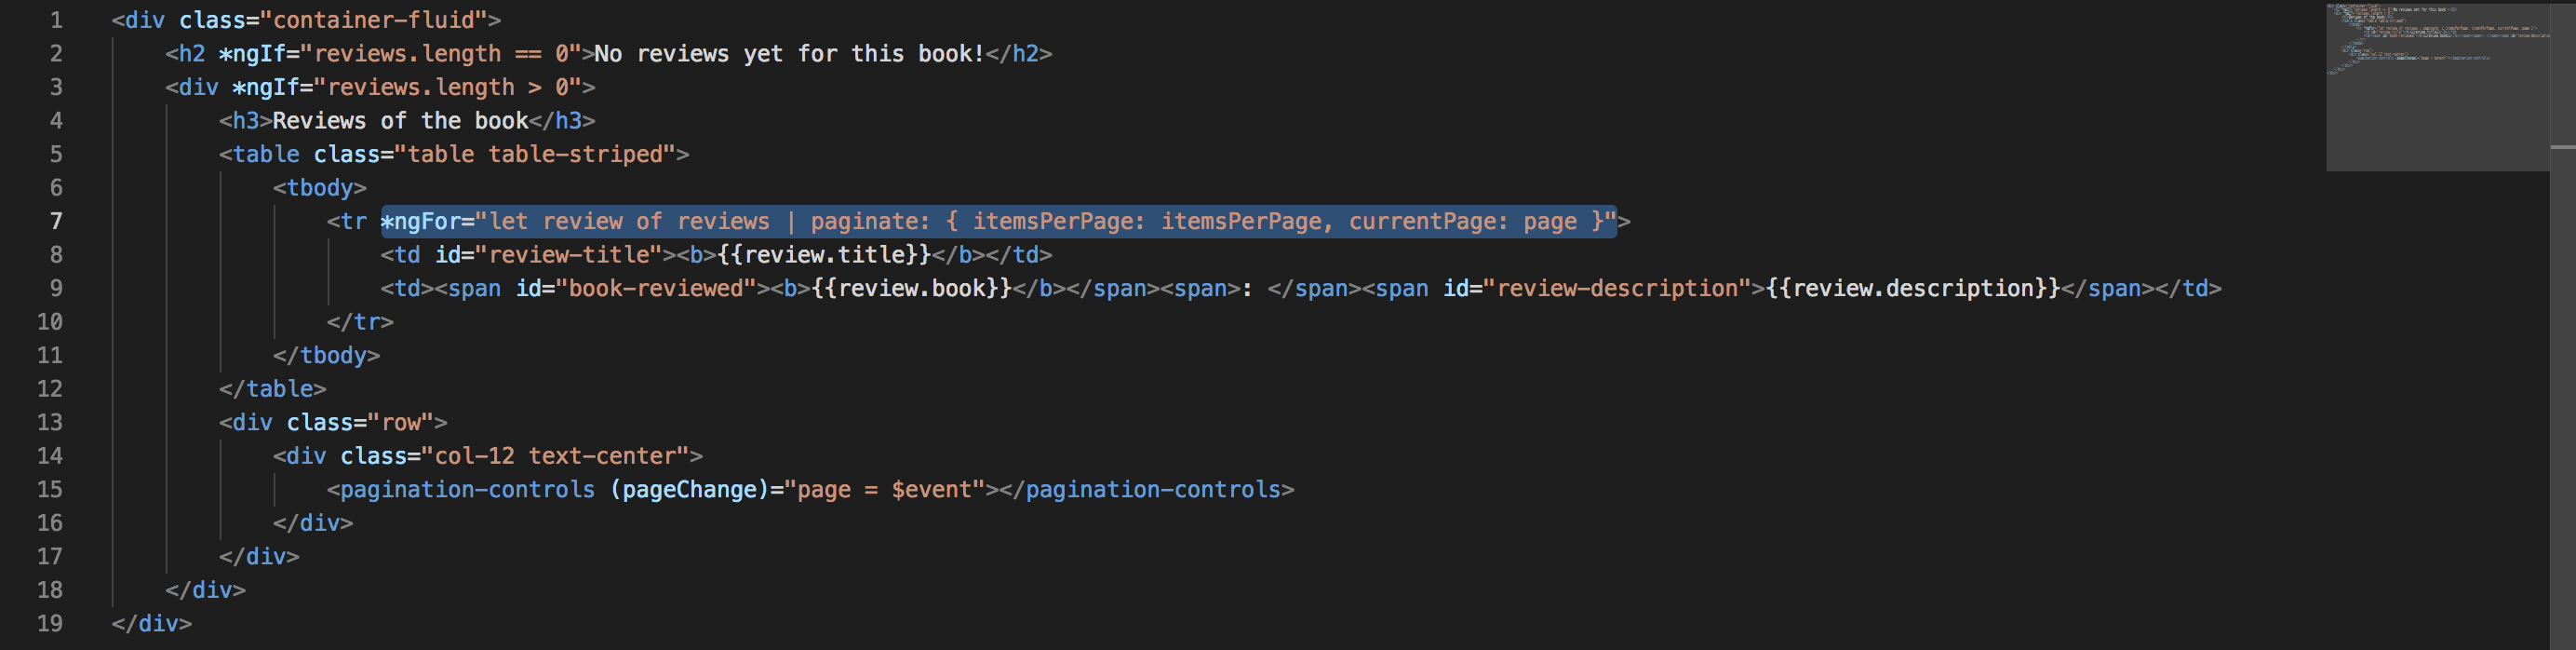 1 <div class="container-fluid">
2 <h2 *ngIf="reviews.length == 0">No reviews yet for this book!</h2>
3 <div *ngIf="reviews.length > 0">
4 <h3>Reviews of the book</h3>
5 <table class="table table-striped">
6 <tbody>
7 <tr *ngFor="let review of reviews | paginate: { itemsPerPage: itemsPerPage, currentPage: page }">
8 <td id="review-title"><b>{{review.title}}</b></td>
9 <td><span id="book-reviewed"><b>{{review.book}}</b></span><span>: </span><span id="review-description">{{review.description}}</span></td>
10 </tr>
11 </tbody>
12 </table>
13 <div class="row">
14 <div class="col-12 text-center">
15 <pagination-controls (pageChange)="page = $event"></pagination-controls>
16 </div>
17 </div>
18 </div>
19 </div>